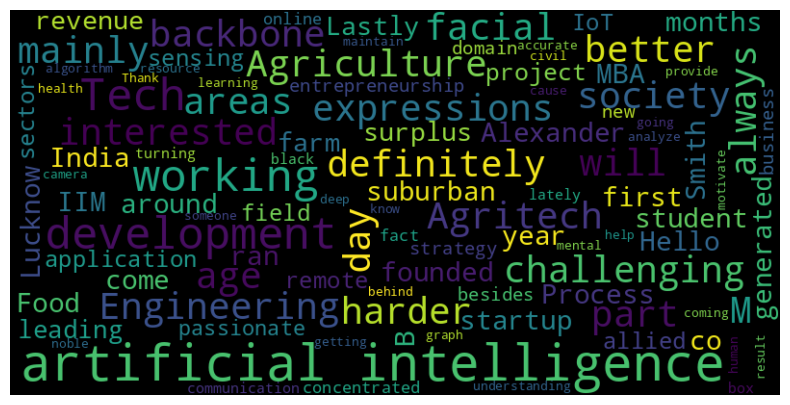 revenue backbone online Lastly facial IoT months
mainly sensing maintain Agriculture domain accurate civil better
algorithm resource Thank project MBA provide
health Tech areas learning entrepreneurship cause society always
sectors interested expressions new going
farm surplus Alexander analyze business
India turning black definitely will Smith
camera working suburban lately first motivate
Lucknow IIM around someone field deep know Agritech student
development day fact year mental help Hello generated
application ran strategy
age remote founded behind challenging
Food come harder besides Process part M
leading Engineering startup
passionate B graph allied co coming
noble artificial intelligence getting human result
communication concentrated understanding box